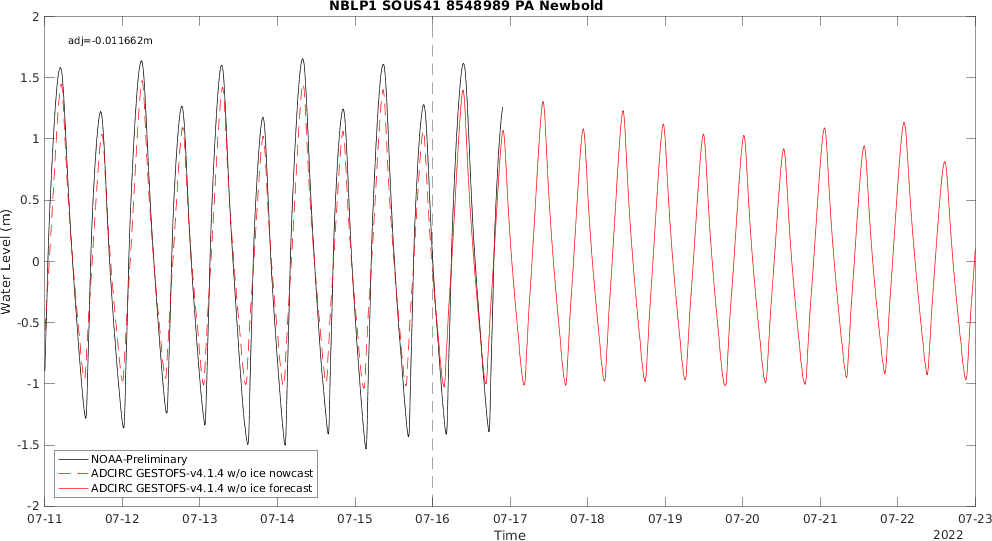 NBLP1 SOUS41 8548989 PA Newbold
adj=-0.011662m
2
1.5
1
0.5
0
-0.5
-1
-1.5
-2
Water Level (m)
NOAA-Preliminary
ADCIRC GESTOFS-v4.1.4 w/o ice nowcast
ADCIRC GESTOFS-v4.1.4 w/o ice forecast
07-11 07-12 07-13 07-14 07-15 07-16 07-17 07-18 07-19 07-20 07-21 07-22 07-23
Time
2022